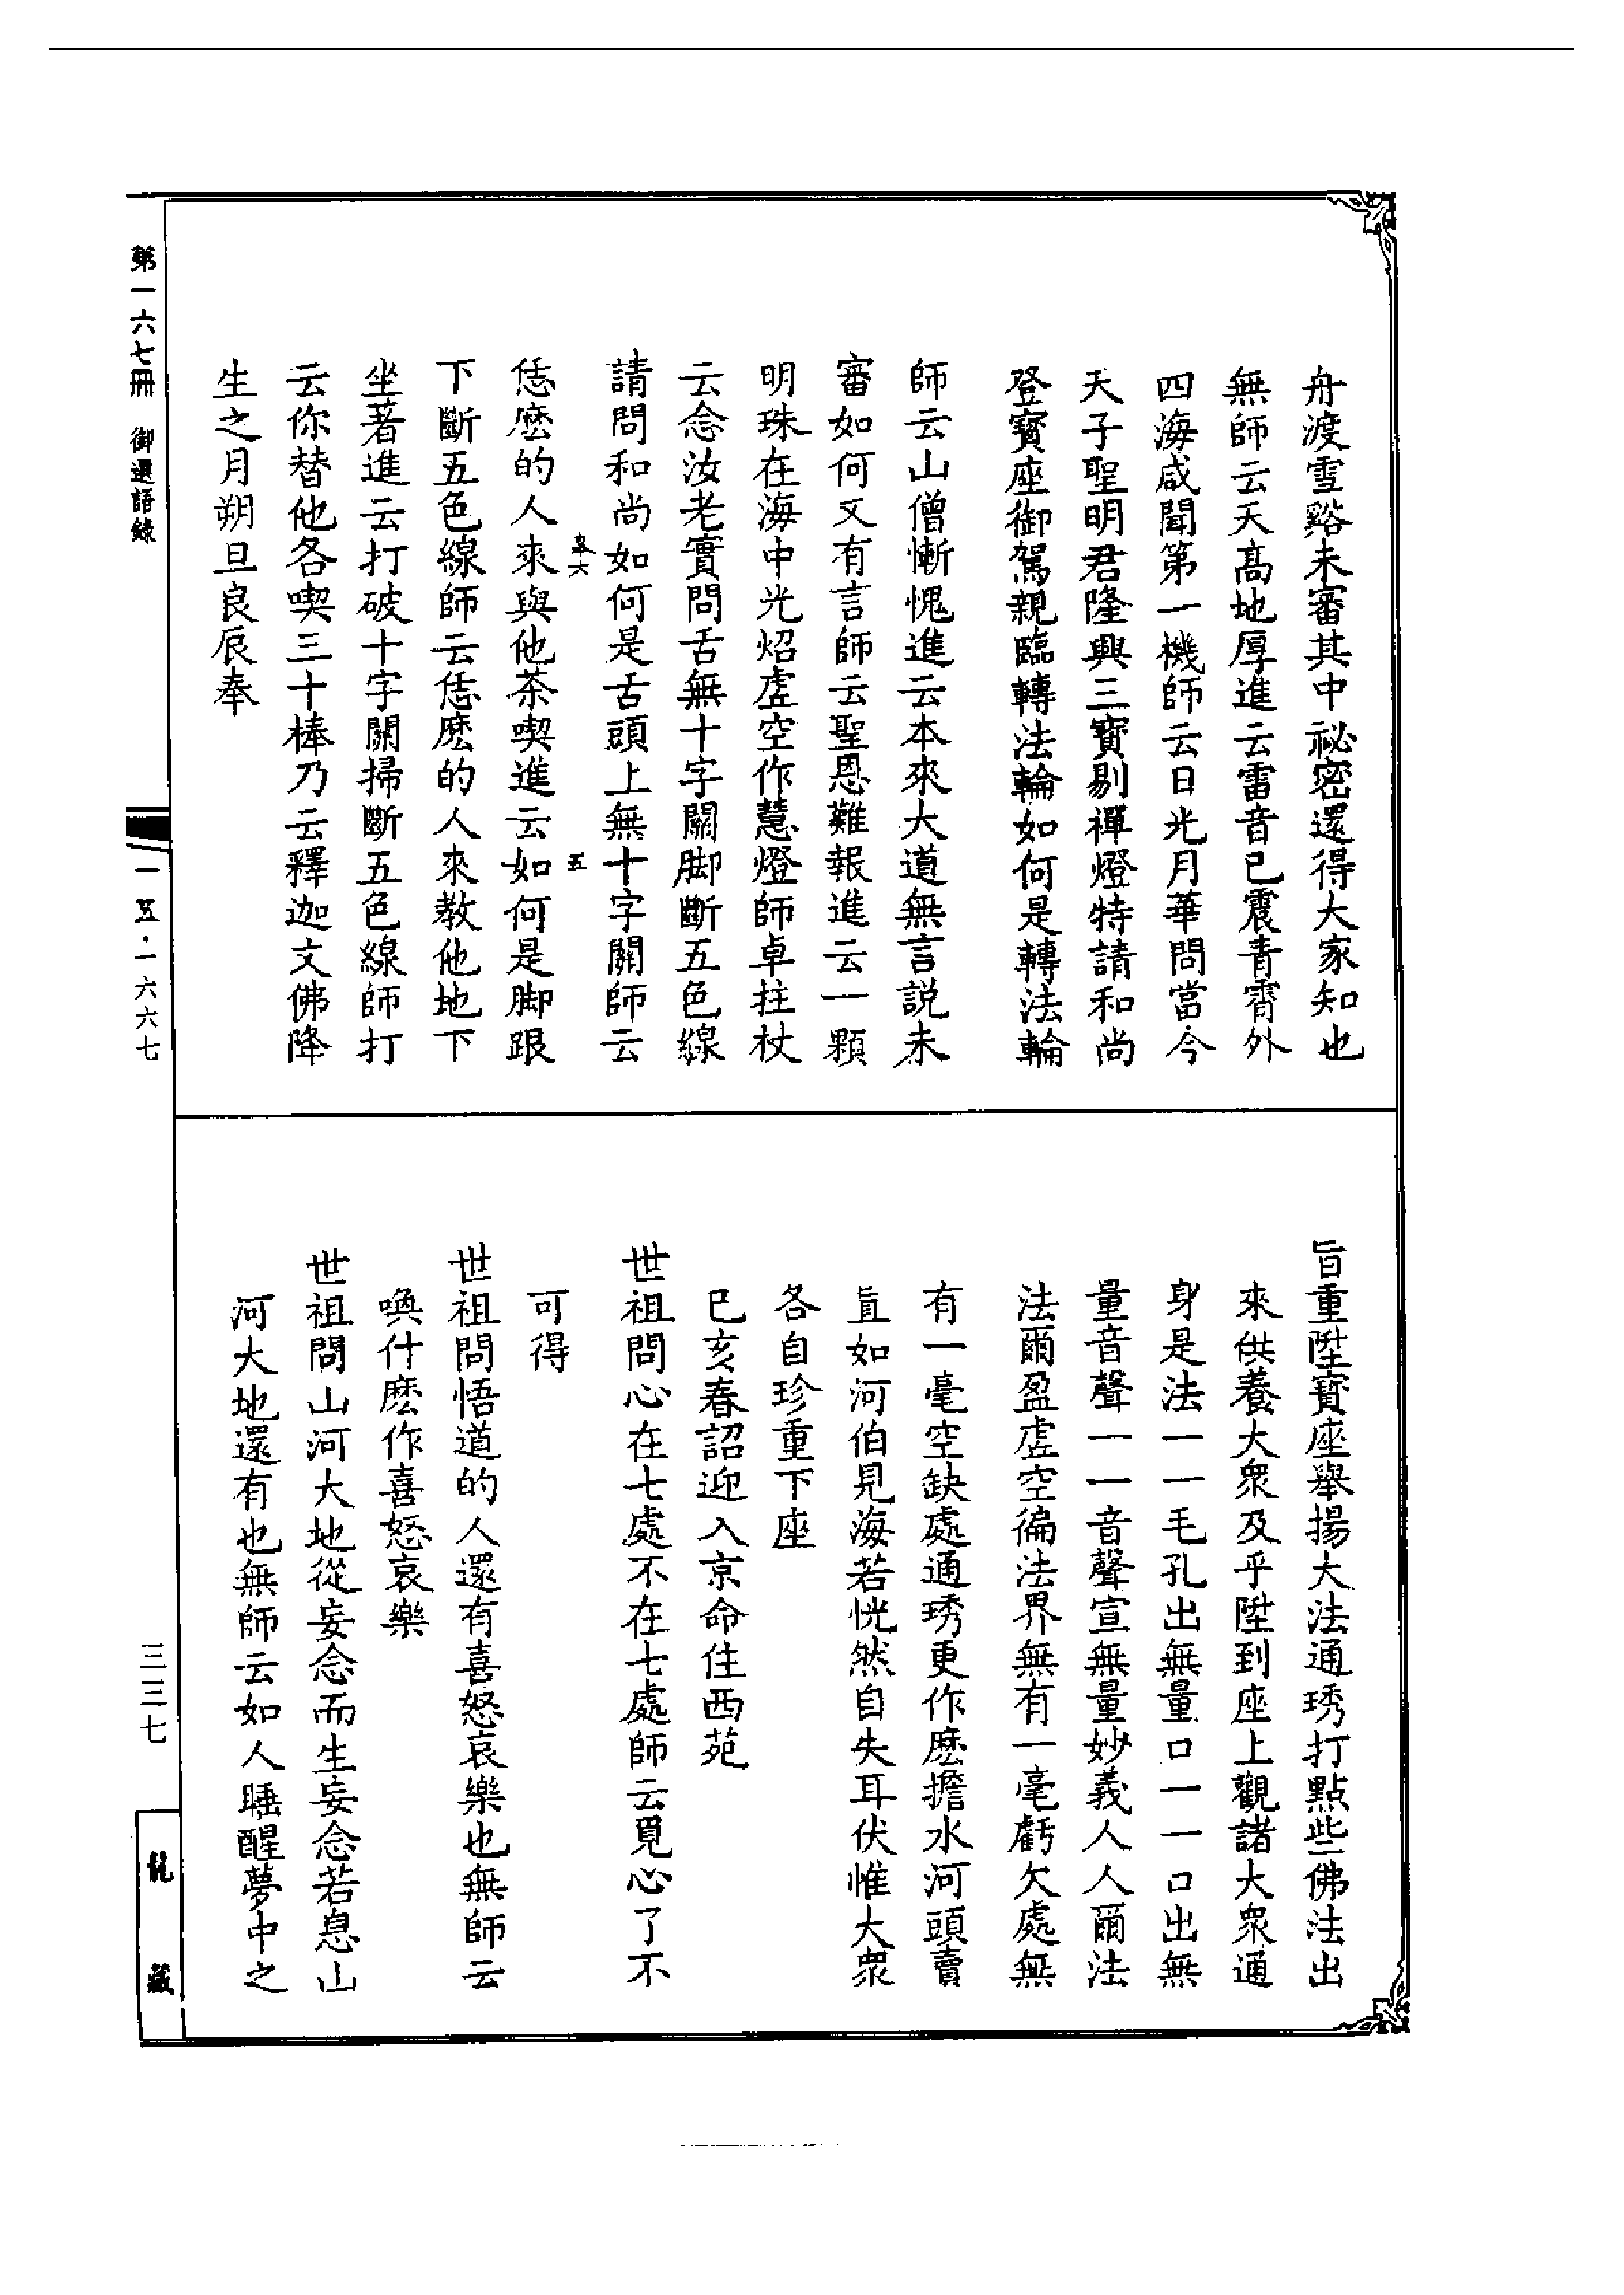 舟渡雪谿未審其中祕密還得大家知也
無師云天高地厚進云雷音已震青霄外
四海咸聞第一機師云日光月華問當今
天子聖明君隆興三寶剔禪燈特請和尚
登寶座御駕親臨轉法輪如何是轉法輪
師云山僧慚愧進云本來大道無言說未
審如何又有言師云聖恩難報進云一顆
明珠在海中光炤虛空作慧燈師卓拄杖
云念汝老實問舌無十字關脚斷五色線
請問和尚如何是舌頭上無十字關師云
恁麽的人來與他茶喫進云如何是脚跟
下斷五色線師云恁麽的人來教他地下
坐著進云打破十字關掃斷五色線師打
云你替他各喫三十棒乃云釋迦文佛降
生之月朔旦良辰奉
旨重陞寶座舉揚大法通琇打點些佛法出
來供養大眾及乎陞到座上觀諸大眾通
身是法一一毛孔出無量口一一口出無
量音聲一一音聲宣無量妙義人人爾法
法爾盈虛空徧法界無有一毫虧欠處無
有一毫空缺處通琇更作麽擔水河頭賣
直如河伯見海若恍然自失耳伏惟大眾
各自珍重下座
巳亥春詔迎入京命住西苑
世祖問心在七處不在七處師云覓心了不
可得
世祖問悟道的人還有喜怒哀樂也無師云
喚什麽作喜怒哀樂
世祖問山河大地從妄念而生妄念若息山
河大地還有也無師云如人睡醒夢中之
第一六七冊 御選語錄
一五·一六六七
三三七
龍藏